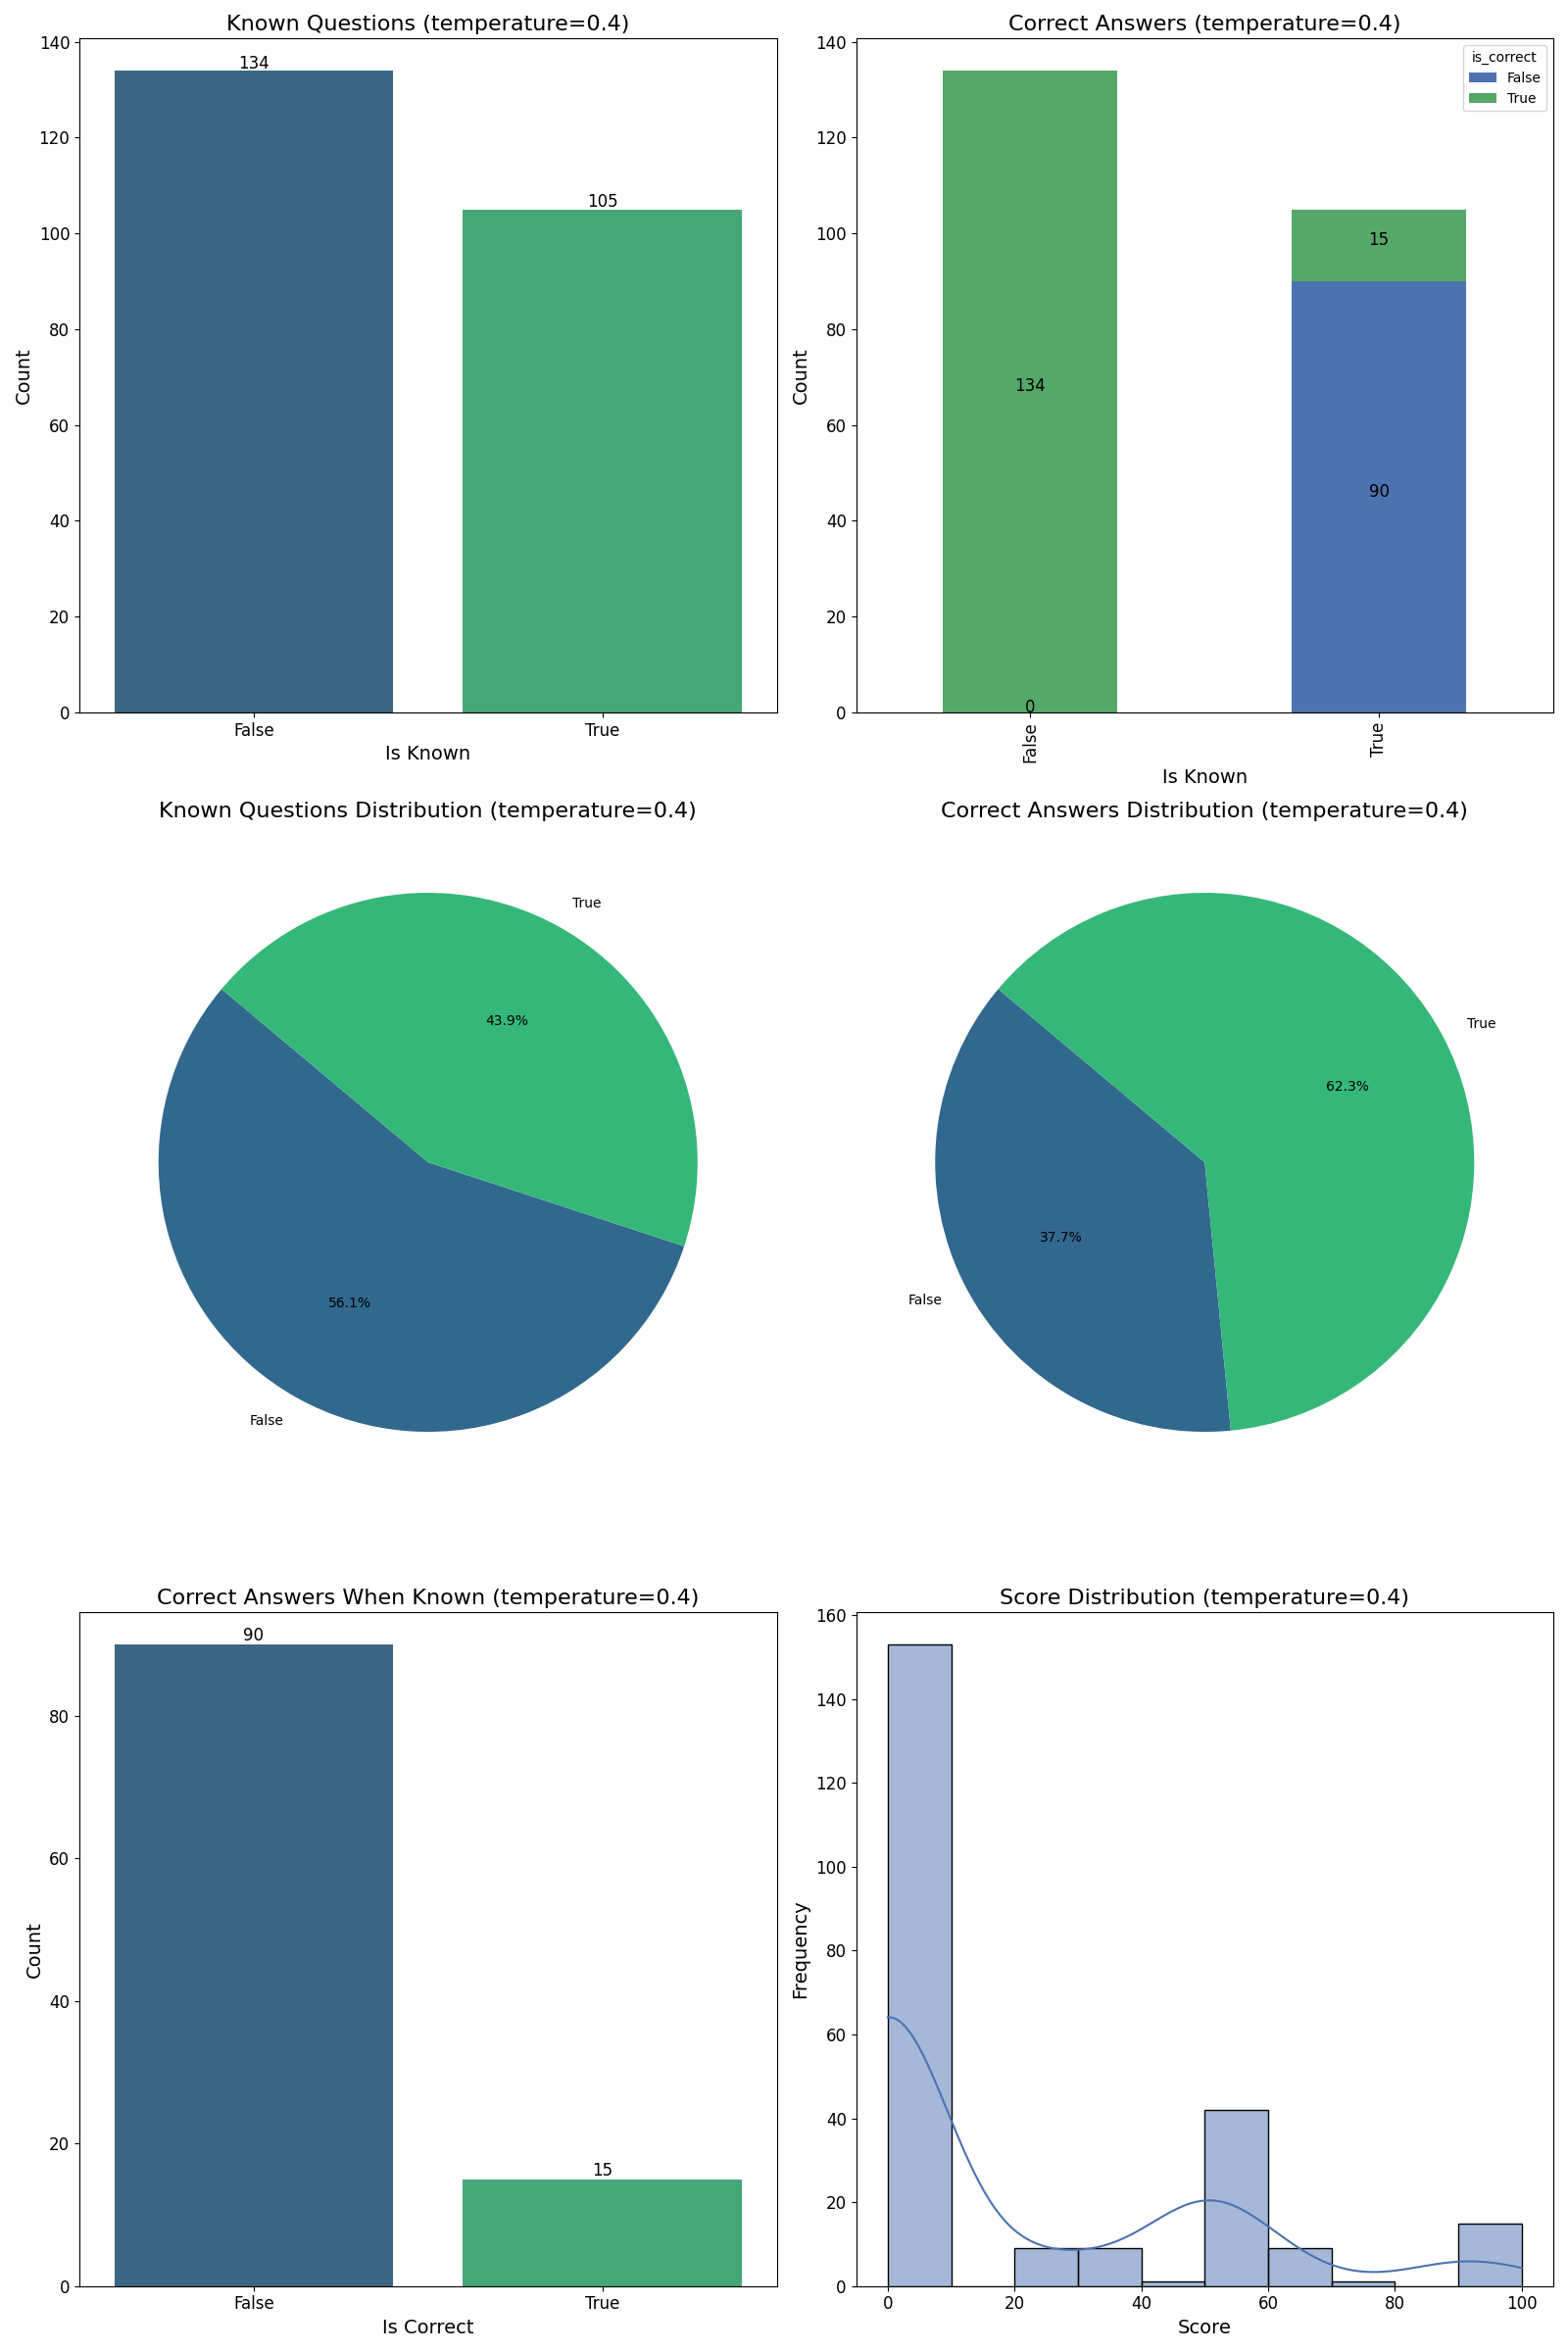 Known Questions (temperature=0.4)
140
120
100
80
60
40
20
0
Count
134
105
False
True
Is Known
Correct Answers (temperature=0.4)
140
120
100
80
60
40
20
0
Count
is_correct
False
True
134
0
15
90
False
True
Is Known
Known Questions Distribution (temperature=0.4)
True
43.9%
56.1%
False
Correct Answers Distribution (temperature=0.4)
True
62.3%
37.7%
False
Correct Answers When Known (temperature=0.4)
80
60
40
20
0
Count
90
15
False
True
Is Correct
Score Distribution (temperature=0.4)
160
140
120
100
80
60
40
20
0
Frequency
0
20
40
60
80
100
Score